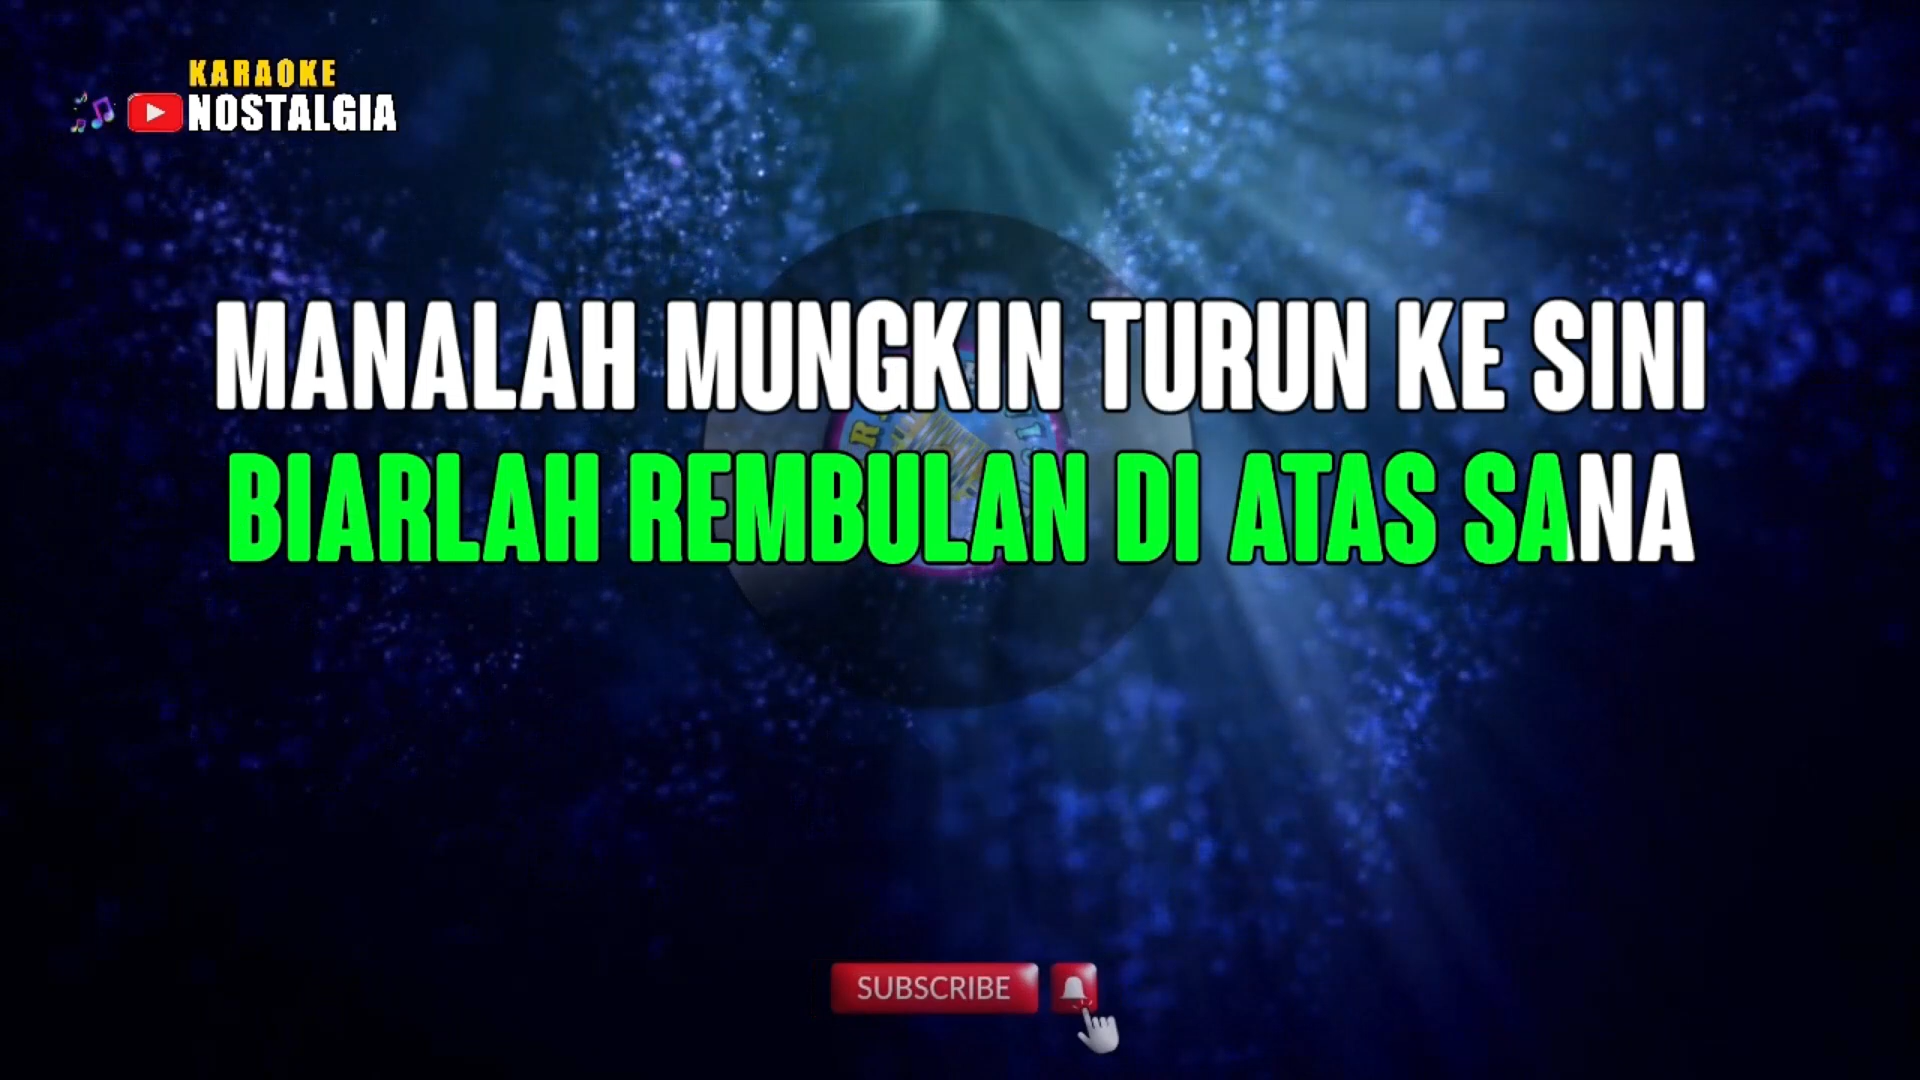 KARAOKE
NOSTALGIA
MANALAH MUNGKIN TURUN KE SINI
BIARLAH REMBULAN DI ATAS SANA
SUBSCRIBE